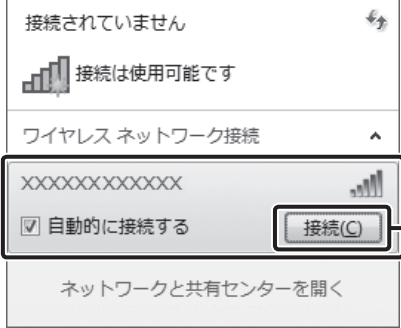 接続されていません
接続は使用可能です
ワイヤレス ネットワーク接続
XXXXXXXXXXXX
自動的に接続する
接続(C)
ネットワークと共有センターを開く